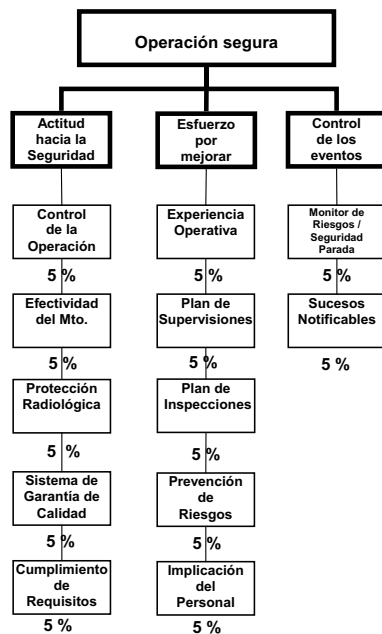 Operación segura
Actitud
hacia la
Seguridad
Esfuerzo
por
mejorar
Control
de los
eventos
Control
de la
Operación
5 %
Efectividad
del Mto.
5 %
Protección
Radiológica
5 %
Sistema de
Garantía de
Calidad
5 %
Cumplimiento
de
Requisitos
5 %
Experiencia
Operativa
5 %
Plan de
Supervisiones
5 %
Plan de
Inspecciones
5 %
Prevención
de
Riesgos
5 %
Implicación
del
Personal
5 %
Monitor de
Riesgos /
Seguridad
Parada
5 %
Sucesos
Notificables
5 %